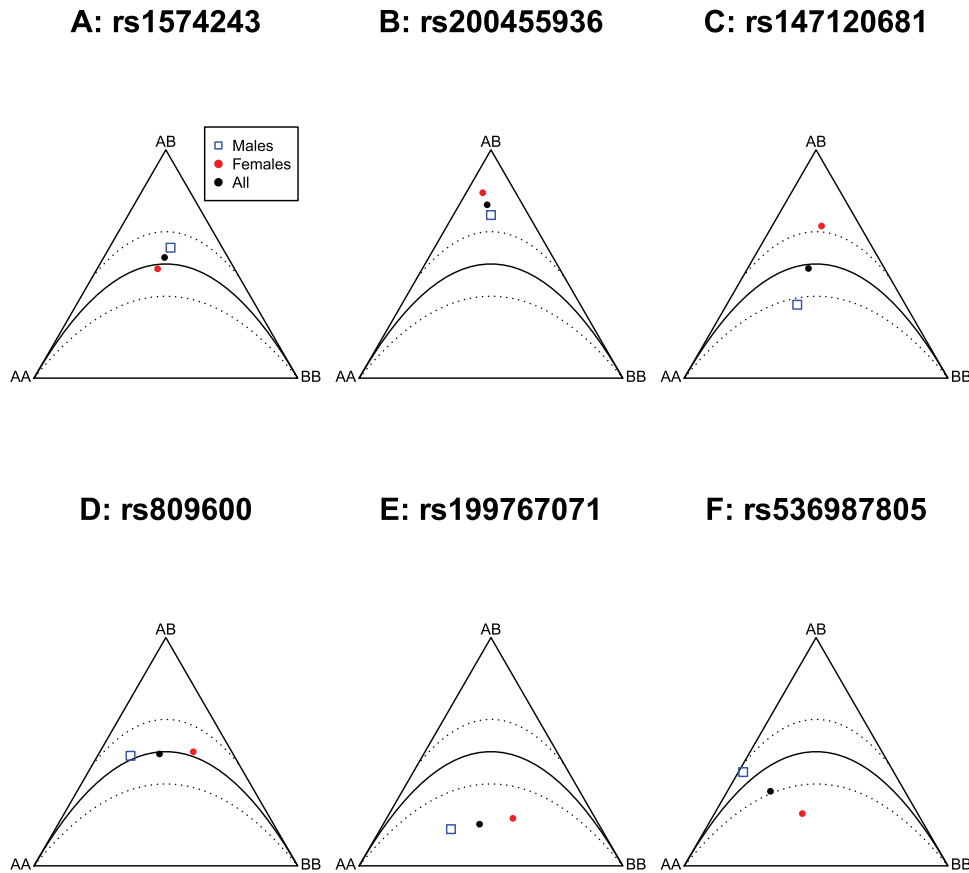 A: rs1574243
B: rs200455936
C: rs147120681
AB
Males
Females
All
AA
BB
AB
AA
BB
AB
AA
BB
D: rs809600
E: rs199767071
F: rs536987805
AB
AA
BB
AB
AA
BB
AB
AA
BB